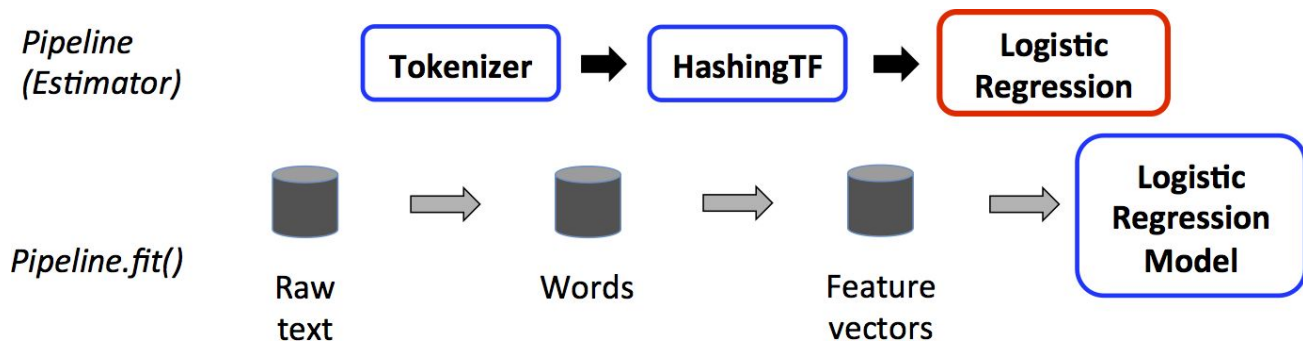 Pipeline
(Estimator)
Tokenizer
HashingTF
Logistic
Regression
Pipeline.fit()
Raw
text
Words
Feature
vectors
Logistic
Regression
Model